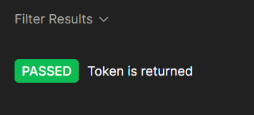 Filter Results
PASSED Token is returned